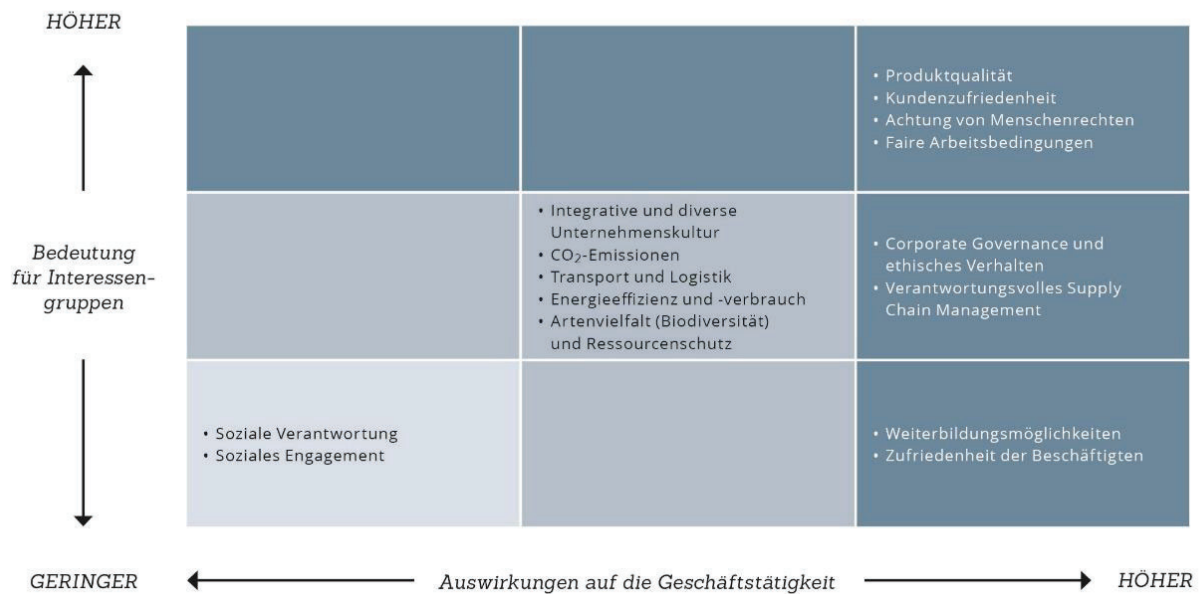 HÖHER
• Produktqualität
• Kundenzufriedenheit
• Achtung von Menschenrechten
• Faire Arbeitsbedingungen
Bedeutung
für Interessen-
gruppen
• Integrative und diverse
Unternehmenskultur
• CO₂-Emissionen
• Transport und Logistik
• Energieeffizienz und -verbrauch
• Artenvielfalt (Biodiversität)
und Ressourcenschutz
• Corporate Governance und
ethisches Verhalten
• Verantwortungsvolles Supply
Chain Management
• Soziale Verantwortung
• Soziales Engagement
• Weiterbildungsmöglichkeiten
• Zufriedenheit der Beschäftigten
GERINGER
Auswirkungen auf die Geschäftstätigkeit
HÖHER